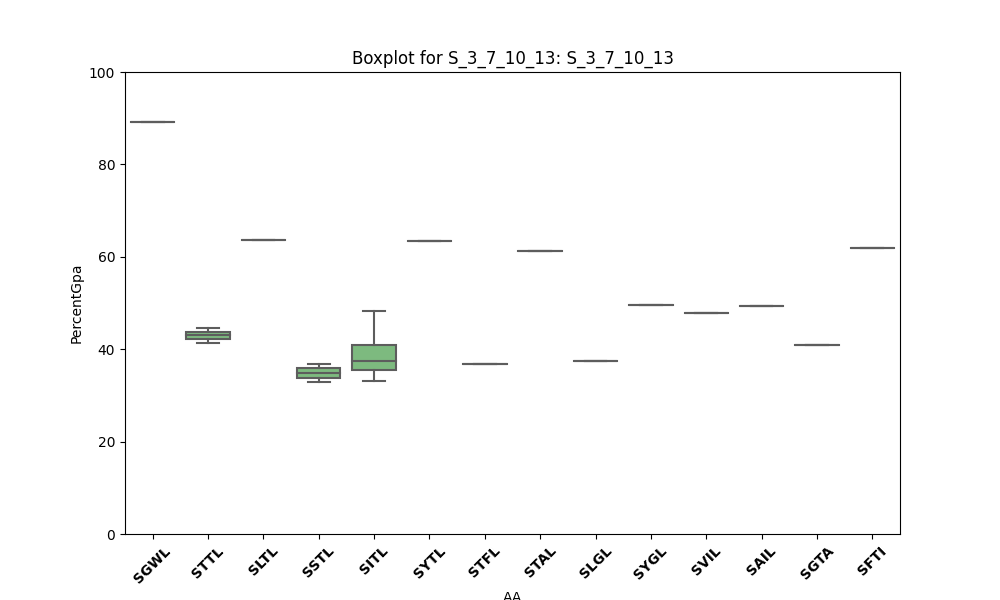 Boxplot for S_3_7_10_13: S_3_7_10_13
100
80
60
40
20
0
PercentGpa
SGWL
STTL
SLTL
SSTL
SITL
SYTL
STFL
STAL
SLGL
SYGL
SVIL
SAIL
SGTA
SFTI
AA